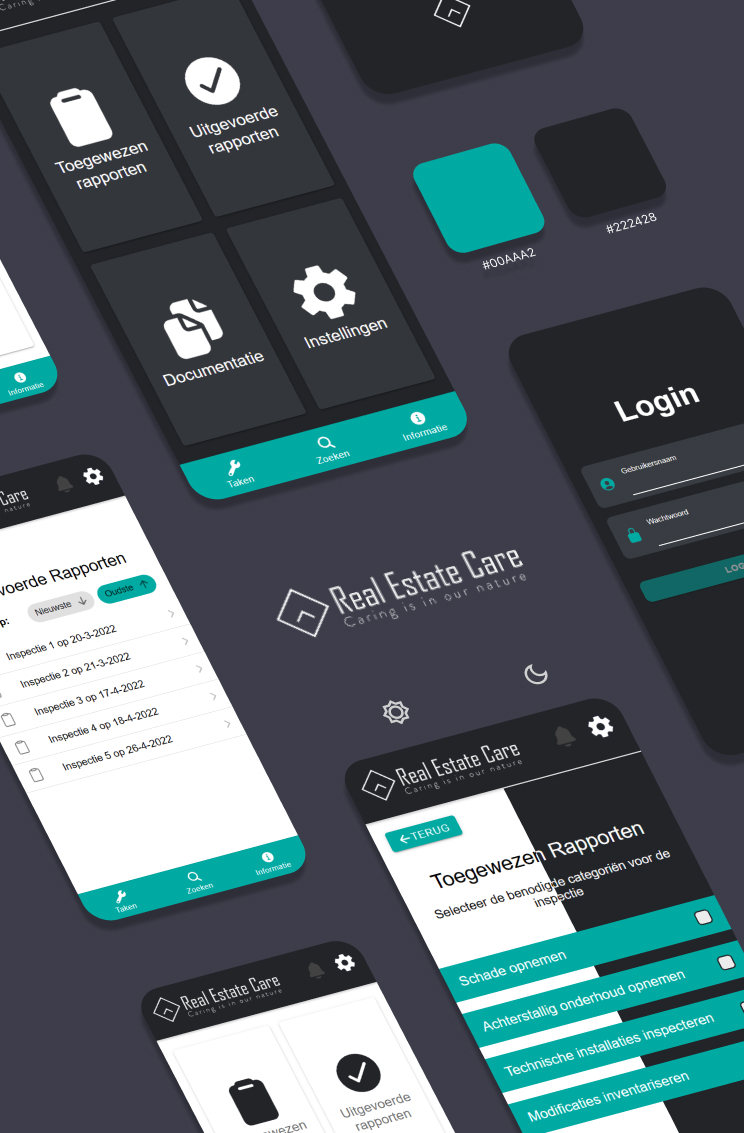 Caring is
Toegewezen
rapporten
Uitgevoerde
rapporten
Documentatie
Instellingen
Taken
Zoeken
Informatie
#00AAA2
#222428
Informatie
Login
Gebruikersnaam
Wachtwoord
LOG
Care
nature
voerde Rapporten
p:
Nieuwste
Oudste
Inspectie 1 op 20-3-2022
Inspectie 2 op 21-3-2022
Inspectie 3 op 17-4-2022
Inspectie 4 op 18-4-2022
Inspectie 5 op 26-4-2022
Taken
Zoeken
Informatie
Real Estate Care
Caring is in our nature
Real Estate Care
Caring is in our nature
TERUG
Toegewezen Rapporten
Selecteer de benodigde categoriën voor de
inspectie
Schade opnemen
Achterstallig onderhoud opnemen
Technische installaties inspecteren
Modificaties inventariseren
Real Estate Care
Caring is in our nature
ewezen
Uitgevoerde
rapporten